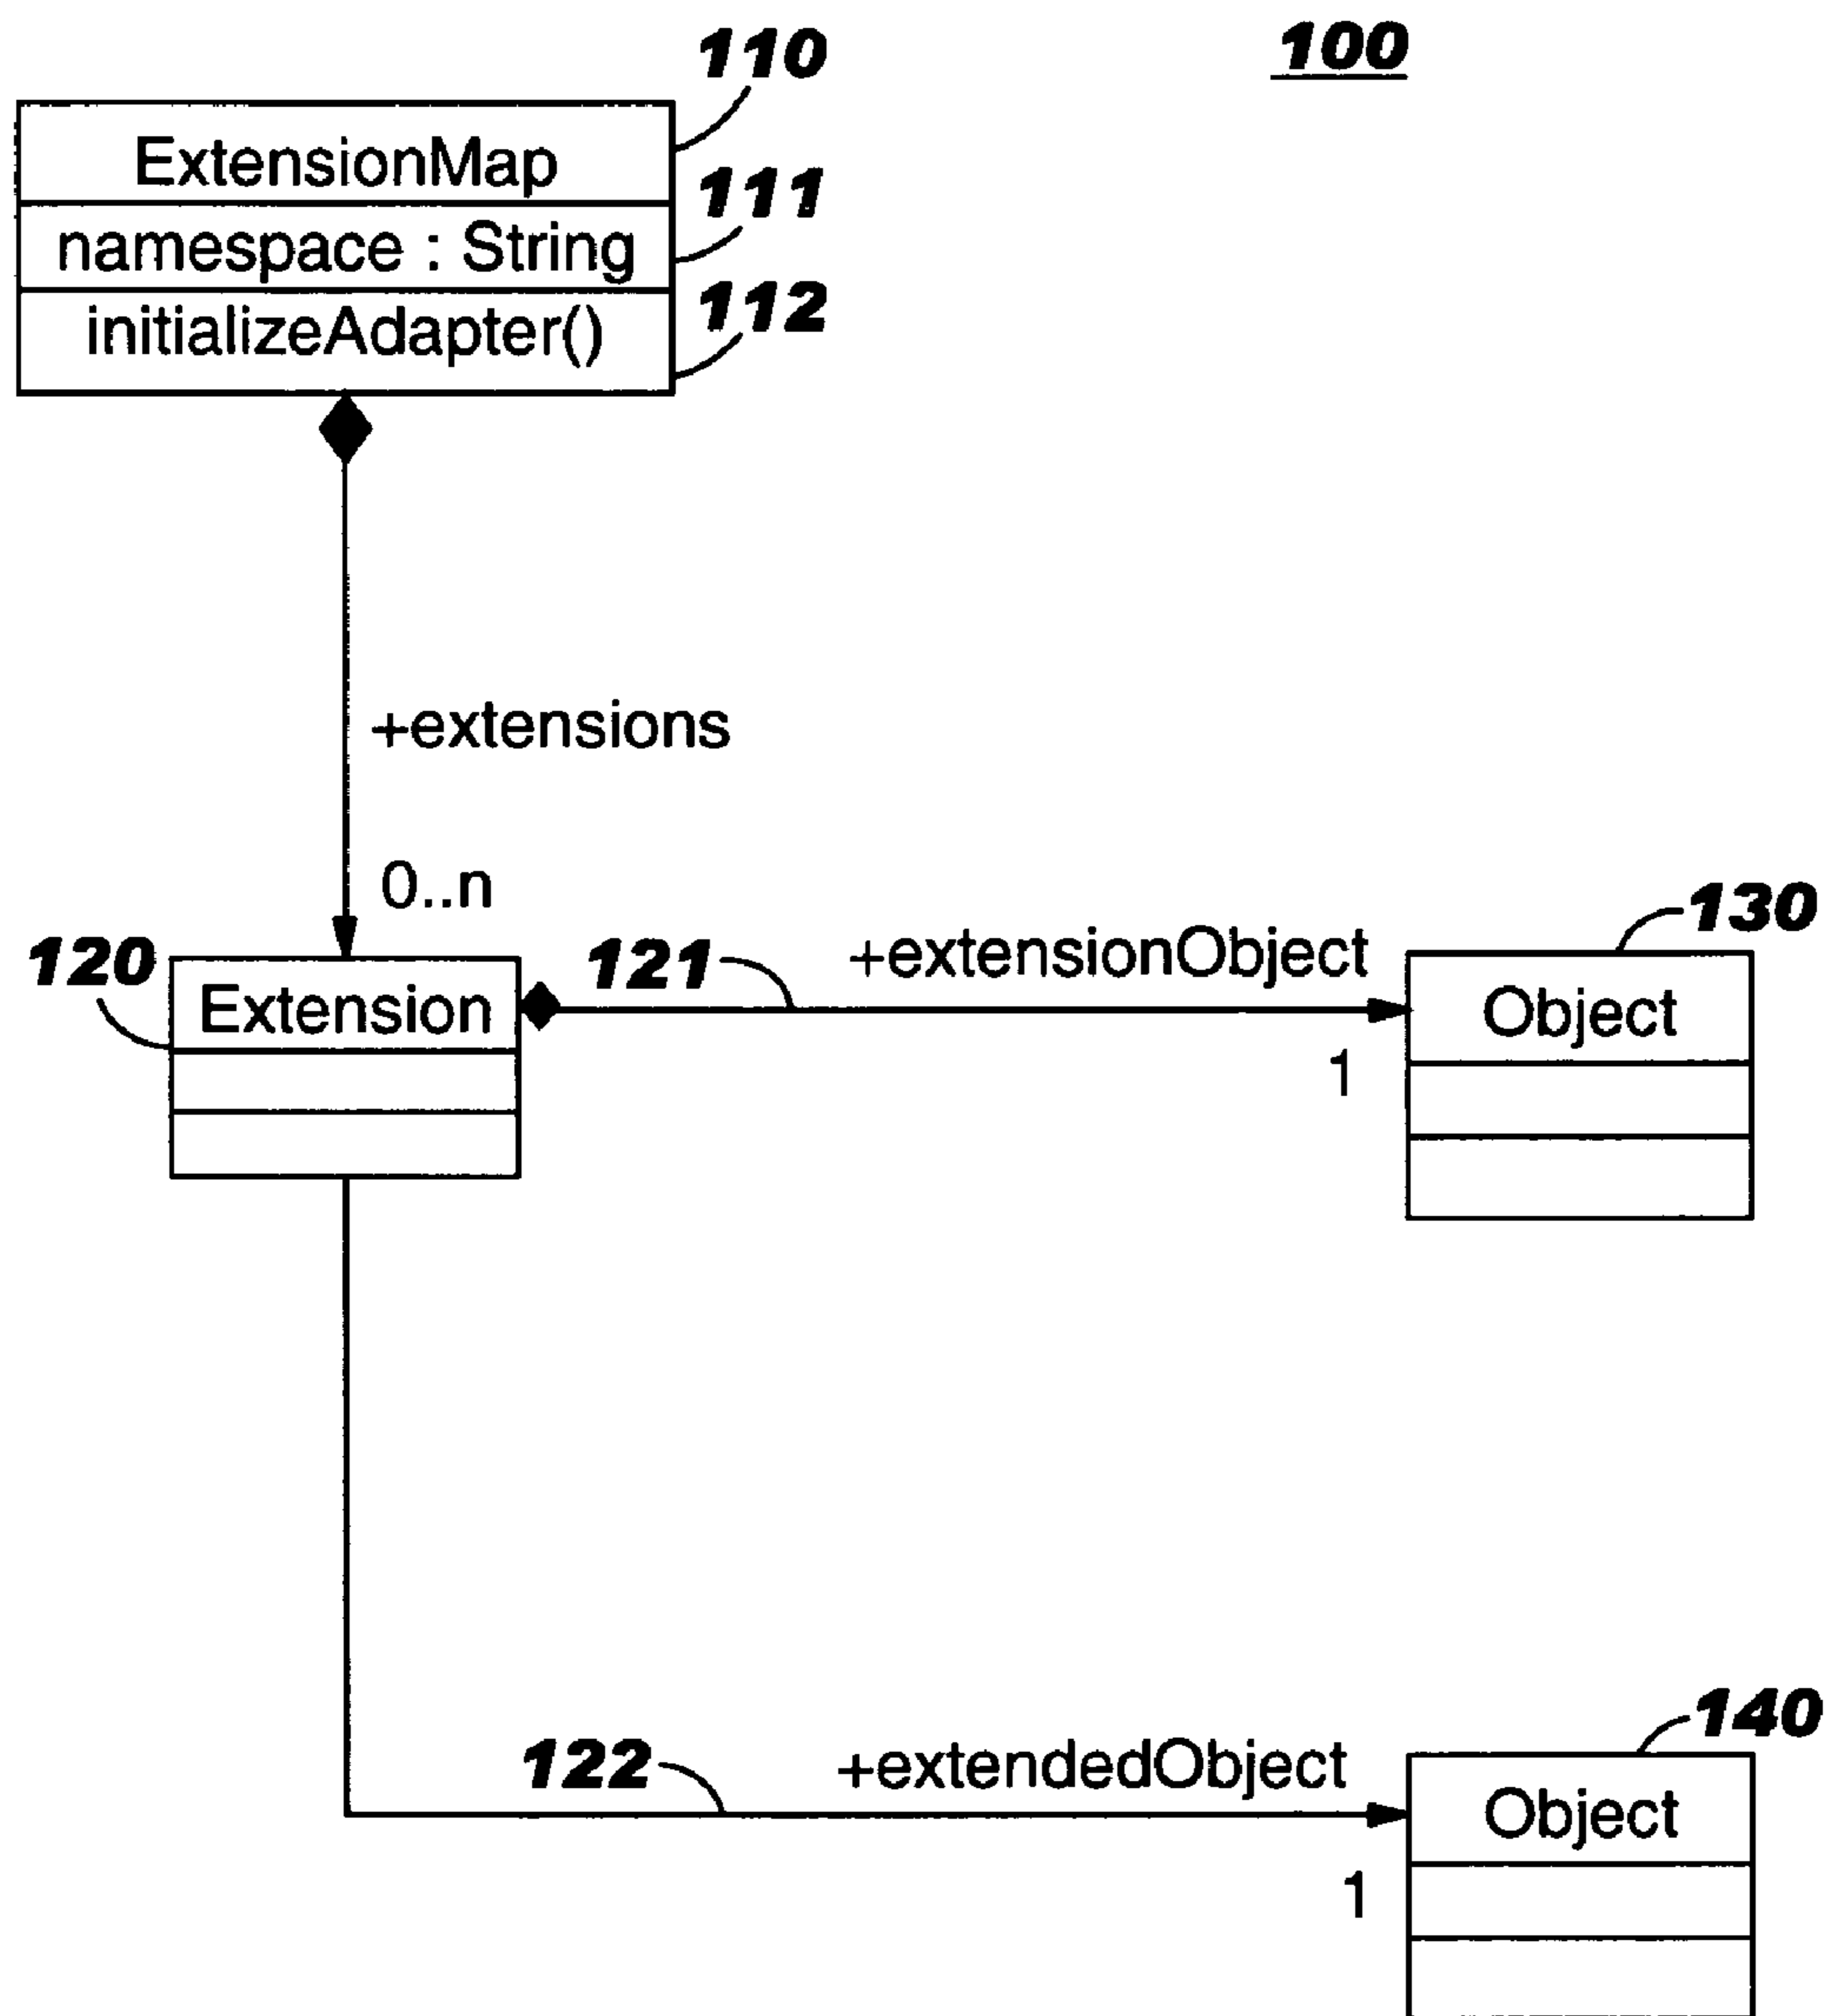 110
100
ExtensionMap
111
namespace : String
112
initializeAdapter()
+extensions
0..n
130
120
121
+extensionObject
Extension
Object
1
140
122
+extendedObject
Object
1